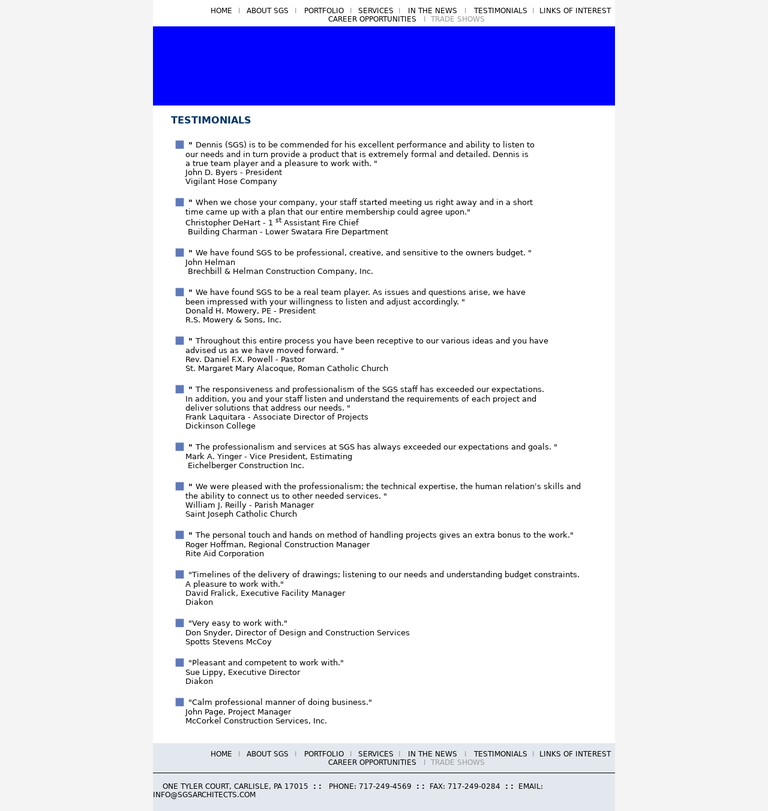 HOME | ABOUT SGS | PORTFOLIO | SERVICES | IN THE NEWS | TESTIMONIALS | LINKS OF INTEREST
CAREER OPPORTUNITIES | TRADE SHOWS
TESTIMONIALS
" Dennis (SGS) is to be commended for his excellent performance and ability to listen to
our needs and in turn provide a product that is extremely formal and detailed. Dennis is
a true team player and a pleasure to work with. "
John D. Byers - President
Vigilant Hose Company
" When we chose your company, your staff started meeting us right away and in a short
time came up with a plan that our entire membership could agree upon."
Christopher DeHart - 1 st Assistant Fire Chief
Building Charman - Lower Swatara Fire Department
" We have found SGS to be professional, creative, and sensitive to the owners budget. "
John Helman
Brechbill & Helman Construction Company, Inc.
" We have found SGS to be a real team player. As issues and questions arise, we have
been impressed with your willingness to listen and adjust accordingly. "
Donald H. Mowery, PE - President
R.S. Mowery & Sons, Inc.
" Throughout this entire process you have been receptive to our various ideas and you have
advised us as we have moved forward. "
Rev. Daniel F.X. Powell - Pastor
St. Margaret Mary Alacoque, Roman Catholic Church
" The responsiveness and professionalism of the SGS staff has exceeded our expectations.
In addition, you and your staff listen and understand the requirements of each project and
deliver solutions that address our needs. "
Frank Laquitara - Associate Director of Projects
Dickinson College
" The professionalism and services at SGS has always exceeded our expectations and goals. "
Mark A. Yinger - Vice President, Estimating
Eichelberger Construction Inc.
" We were pleased with the professionalism; the technical expertise, the human relation's skills and
the ability to connect us to other needed services. "
William J. Reilly - Parish Manager
Saint Joseph Catholic Church
" The personal touch and hands on method of handling projects gives an extra bonus to the work."
Roger Hoffman, Regional Construction Manager
Rite Aid Corporation
"Timelines of the delivery of drawings; listening to our needs and understanding budget constraints.
A pleasure to work with."
David Fralick, Executive Facility Manager
Diakon
"Very easy to work with."
Don Snyder, Director of Design and Construction Services
Spotts Stevens McCoy
"Pleasant and competent to work with."
Sue Lippy, Executive Director
Diakon
"Calm professional manner of doing business."
John Page, Project Manager
McCorkel Construction Services, Inc.
HOME | ABOUT SGS | PORTFOLIO | SERVICES | IN THE NEWS | TESTIMONIALS | LINKS OF INTEREST
CAREER OPPORTUNITIES | TRADE SHOWS
ONE TYLER COURT, CARLISLE, PA 17015 :: PHONE: 717-249-4569 :: FAX: 717-249-0284 :: EMAIL:
INFO@SGSARCHITECTS.COM